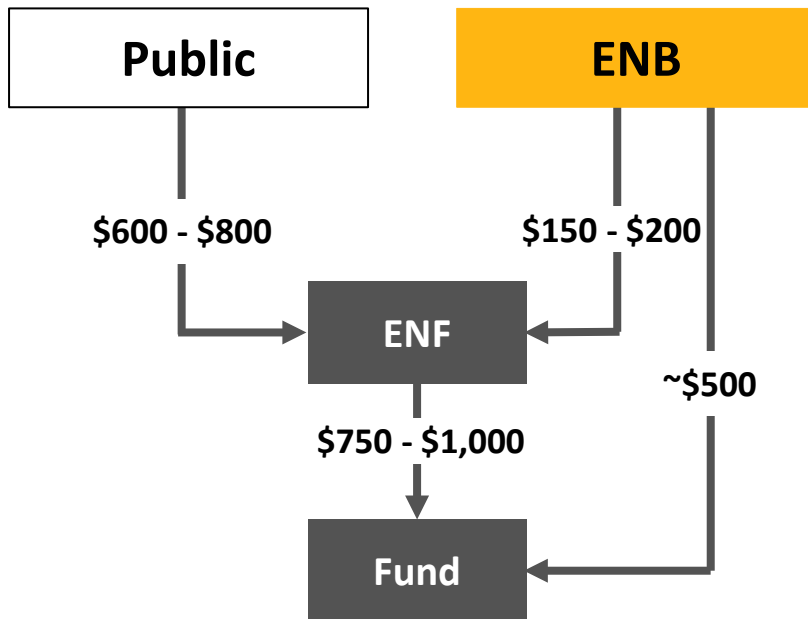 Public
ENB
$600 - $800
$150 - $200
ENF
~$500
$750 - $1,000
Fund